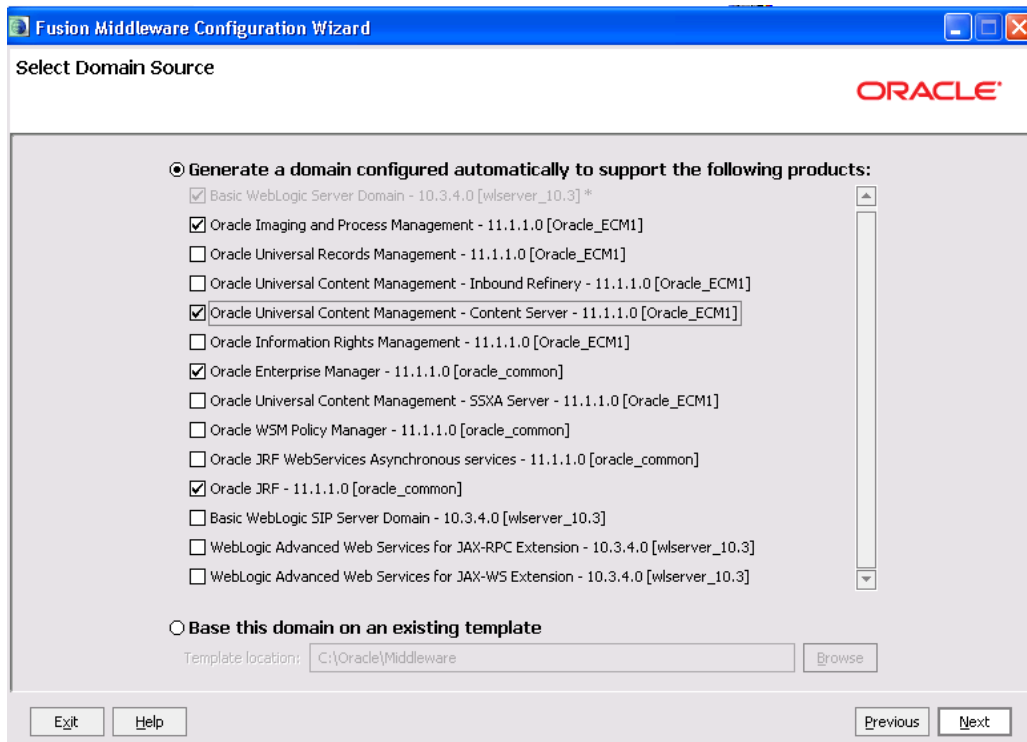 Fusion Middleware Configuration Wizard
Select Domain Source
ORACLE
Generate a domain configured automatically to support the following products:
Basic WebLogic Server Domain - 10.3.4.0 [wlserver_10.3] *
Oracle Imaging and Process Management - 11.1.1.0 [Oracle_ECM1]
Oracle Universal Records Management - 11.1.1.0 [Oracle_ECM1]
Oracle Universal Content Management - Inbound Refinery - 11.1.1.0 [Oracle_ECM1]
Oracle Universal Content Management - Content Server - 11.1.1.0 [Oracle_ECM1]
Oracle Information Rights Management - 11.1.1.0 [Oracle_ECM1]
Oracle Enterprise Manager - 11.1.1.0 [oracle_common]
Oracle Universal Content Management - SSXA Server - 11.1.1.0 [Oracle_ECM1]
Oracle WSM Policy Manager - 11.1.1.0 [oracle_common]
Oracle JRF WebServices Asynchronous services - 11.1.1.0 [oracle_common]
Oracle JRF - 11.1.1.0 [oracle_common]
Basic WebLogic SIP Server Domain - 10.3.4.0 [wlserver_10.3]
WebLogic Advanced Web Services for JAX-RPC Extension - 10.3.4.0 [wlserver_10.3]
WebLogic Advanced Web Services for JAX-WS Extension - 10.3.4.0 [wlserver_10.3]
Base this domain on an existing template
Template location: C:\Oracle\Middleware Browse
Exit Help Previous Next